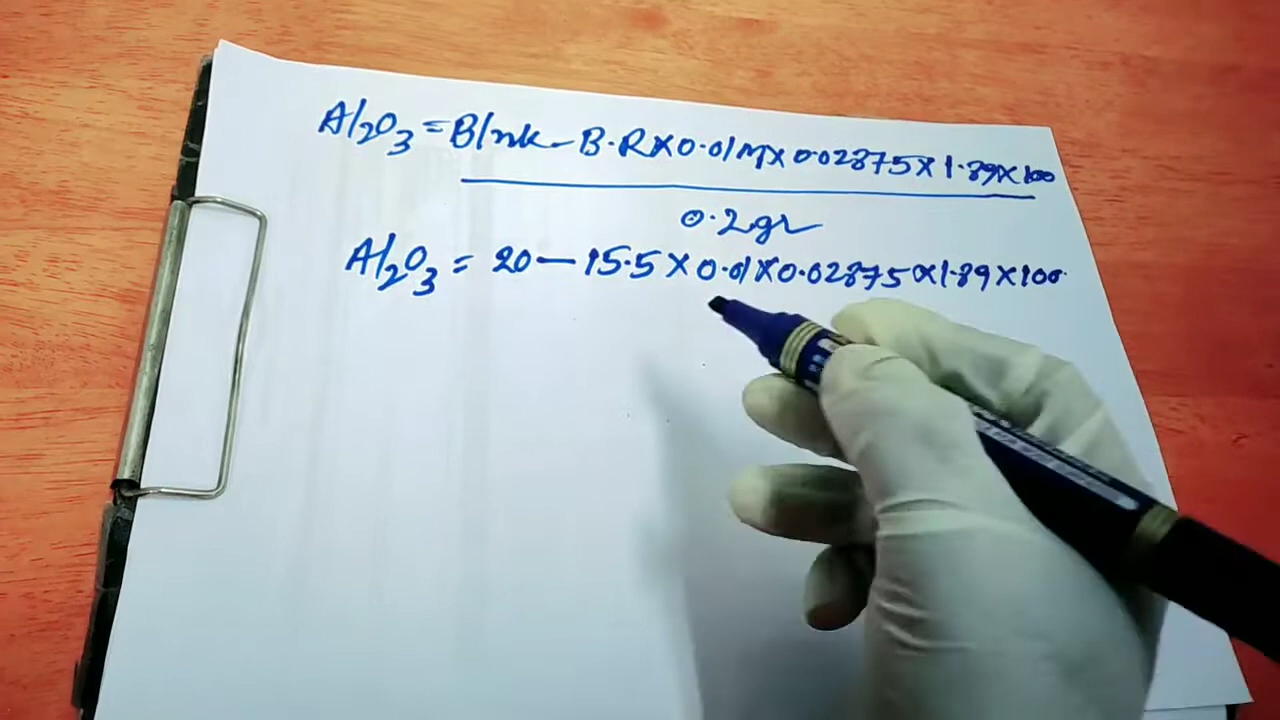 Al2O3 = Blnk - B.R X 0.01M X 0.02875 X 1.89 X 100
0.2gr
Al2O3 = 20 - 15.5 X 0.01 X 0.02875 X 1.89 X 100